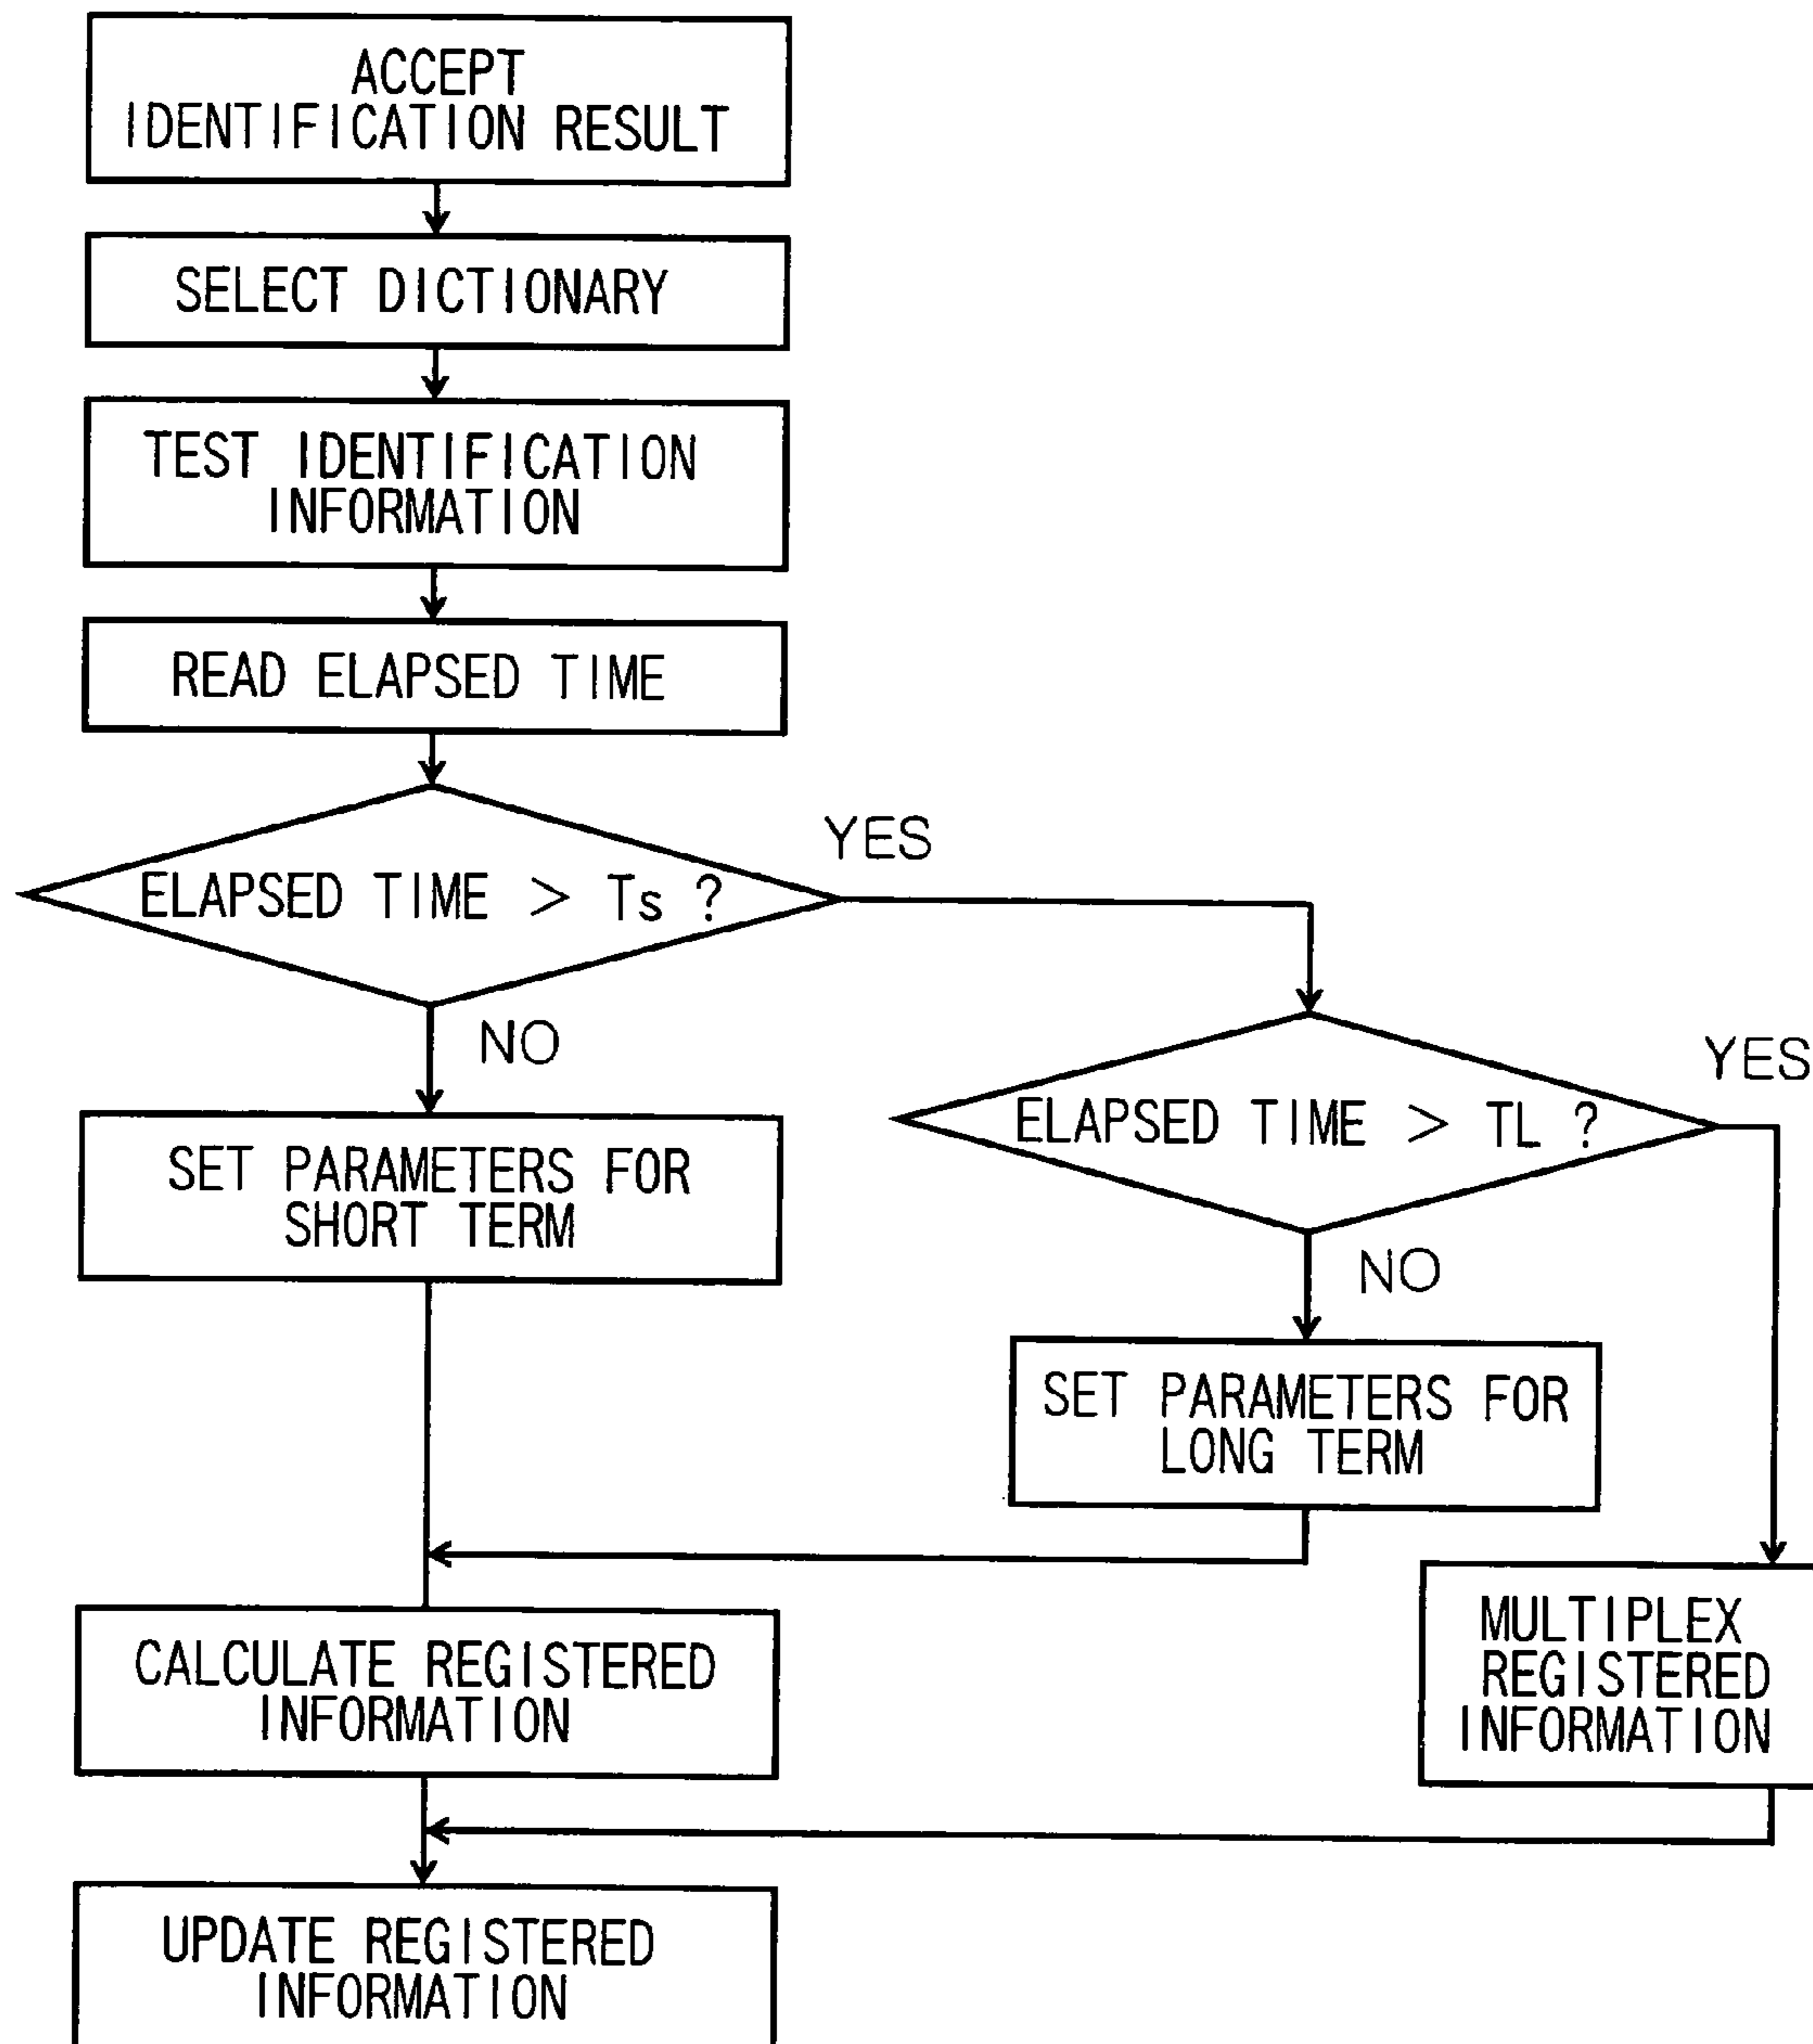 ACCEPT
IDENTIFICATION RESULT
SELECT DICTIONARY
TEST IDENTIFICATION
INFORMATION
READ ELAPSED TIME
ELAPSED TIME > Ts ?
YES
NO
ELAPSED TIME > TL ?
YES
NO
SET PARAMETERS FOR
SHORT TERM
SET PARAMETERS FOR
LONG TERM
CALCULATE REGISTERED
INFORMATION
MULTIPLEX
REGISTERED
INFORMATION
UPDATE REGISTERED
INFORMATION